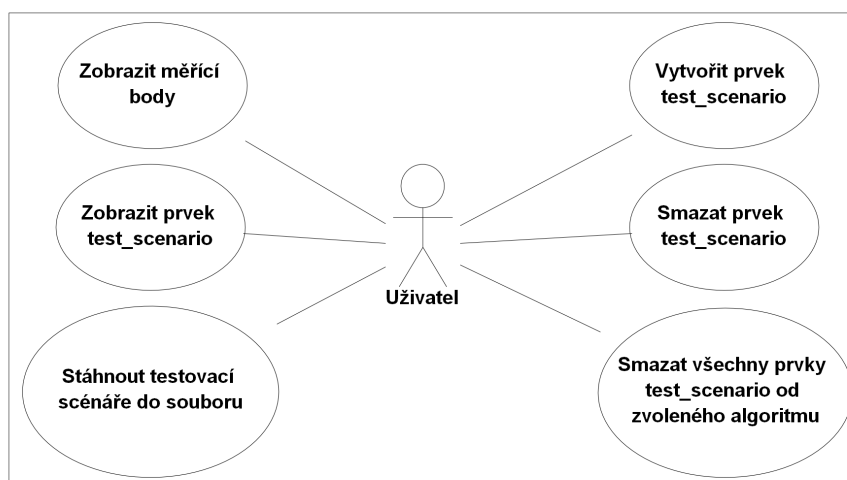 Zobrazit měřící
body
Zobrazit prvek
test_scenario
Stáhnout testovací
scénáře do souboru
Uživatel
Vytvořit prvek
test_scenario
Smazat prvek
test_scenario
Smazat všechny prvky
test_scenario od
zvoleného algoritmu